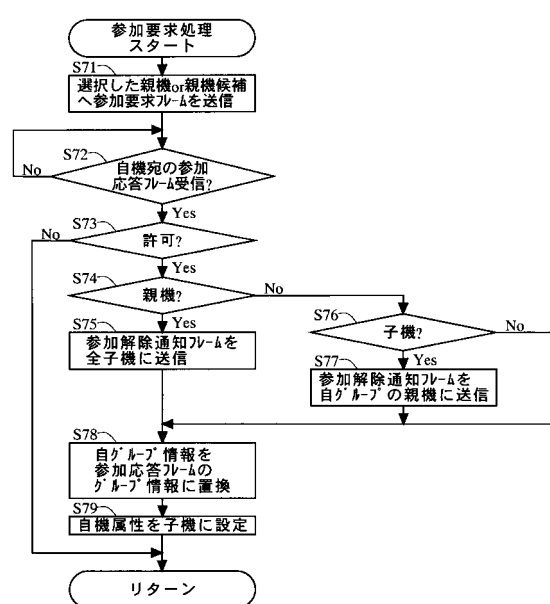 参加要求処理
スタート
S71
選択した親機or親機候補
へ参加要求フレームを送信
S72
自機宛の参加
応答フレーム受信?
No
Yes
S73
許可?
No
Yes
S74
親機?
No
Yes
S75
参加解除通知フレームを
全子機に送信
S76
子機?
No
Yes
S77
参加解除通知フレームを
自グループの親機に送信
S78
自グループ情報を
参加応答フレームの
グループ情報に置換
S79
自機属性を子機に設定
リターン